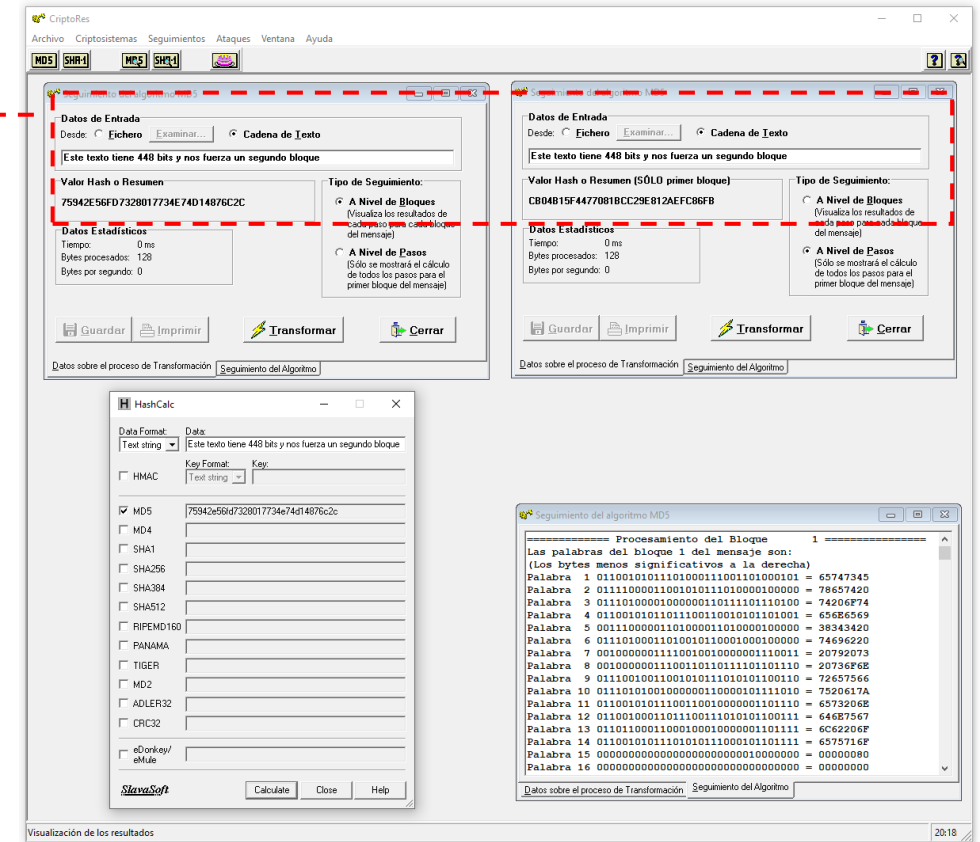 CriptoRes
Archivo Criptosistemas Seguimientos Ataques Ventana Ayuda
MD5 SHA-1 MD5 SHA-1
Seguimiento del algoritmo MD5
Datos de Entrada
Desde: Fichero Examinar... Cadena de Texto
Este texto tiene 448 bits y nos fuerza un segundo bloque
Valor Hash o Resumen
75942E56FD7328017734E74D14876C2C
Tipo de Seguimiento:
A Nivel de Bloques
(Visualiza los resultados de
cada paso para cada bloque
del mensaje)
A Nivel de Pasos
(Sólo se mostrará el cálculo
de todos los pasos para el
primer bloque del mensaje)
Datos Estadísticos
Tiempo: 0 ms
Bytes procesados: 128
Bytes por segundo: 0
Guardar Imprimir Transformar Cerrar
Datos sobre el proceso de Transformación Seguimiento del Algoritmo
Seguimiento del algoritmo MD5
Datos de Entrada
Desde: Fichero Examinar... Cadena de Texto
Este texto tiene 448 bits y nos fuerza un segundo bloque
Valor Hash o Resumen (SÓLO primer bloque)
CB04B15F4477081BCC29E812AEFC86FB
Tipo de Seguimiento:
A Nivel de Bloques
(Visualiza los resultados de
cada paso para cada bloque
del mensaje)
A Nivel de Pasos
(Sólo se mostrará el cálculo
de todos los pasos para el
primer bloque del mensaje)
Datos Estadísticos
Tiempo: 0 ms
Bytes procesados: 128
Bytes por segundo: 0
Guardar Imprimir Transformar Cerrar
Datos sobre el proceso de Transformación Seguimiento del Algoritmo
H HashCalc
Data Format: Data:
Text string Este texto tiene 448 bits y nos fuerza un segundo bloque
Key Format: Key:
HMAC Text string
MD5 75942e56fd7328017734e74d14876c2c
MD4
SHA1
SHA256
SHA384
SHA512
RIPEMD160
PANAMA
TIGER
MD2
ADLER32
CRC32
eDonkey/
eMule
SlavaSoft Calculate Close Help
Seguimiento del algoritmo MD5
============= Procesamiento del Bloque 1 ================
Las palabras del bloque 1 del mensaje son:
(Los bytes menos significativos a la derecha)
Palabra 1 01100101011101000111001101000101 = 65747345
Palabra 2 01111000011001010111010000100000 = 78657420
Palabra 3 01110100001000000110111101110100 = 74206F74
Palabra 4 01100101011011100110010101101001 = 656E6569
Palabra 5 00111000001101000011010000100000 = 38343420
Palabra 6 01110100011010010110001000100000 = 74696220
Palabra 7 00100000011110010010000001110011 = 20792073
Palabra 8 00100000011100110110111101101110 = 20736F6E
Palabra 9 01110010011001010111010101100110 = 72657566
Palabra 10 01110101001000000110000101111010 = 7520617A
Palabra 11 01100101011100110010000001101110 = 6573206E
Palabra 12 01100100011011100111010101100111 = 646E7567
Palabra 13 01101100011000100010000001101111 = 6C62206F
Palabra 14 01100101011101010111000101101111 = 6575716F
Palabra 15 00000000000000000000000010000000 = 00000080
Palabra 16 00000000000000000000000000000000 = 00000000
Datos sobre el proceso de Transformación Seguimiento del Algoritmo
Visualización de los resultados 20:18